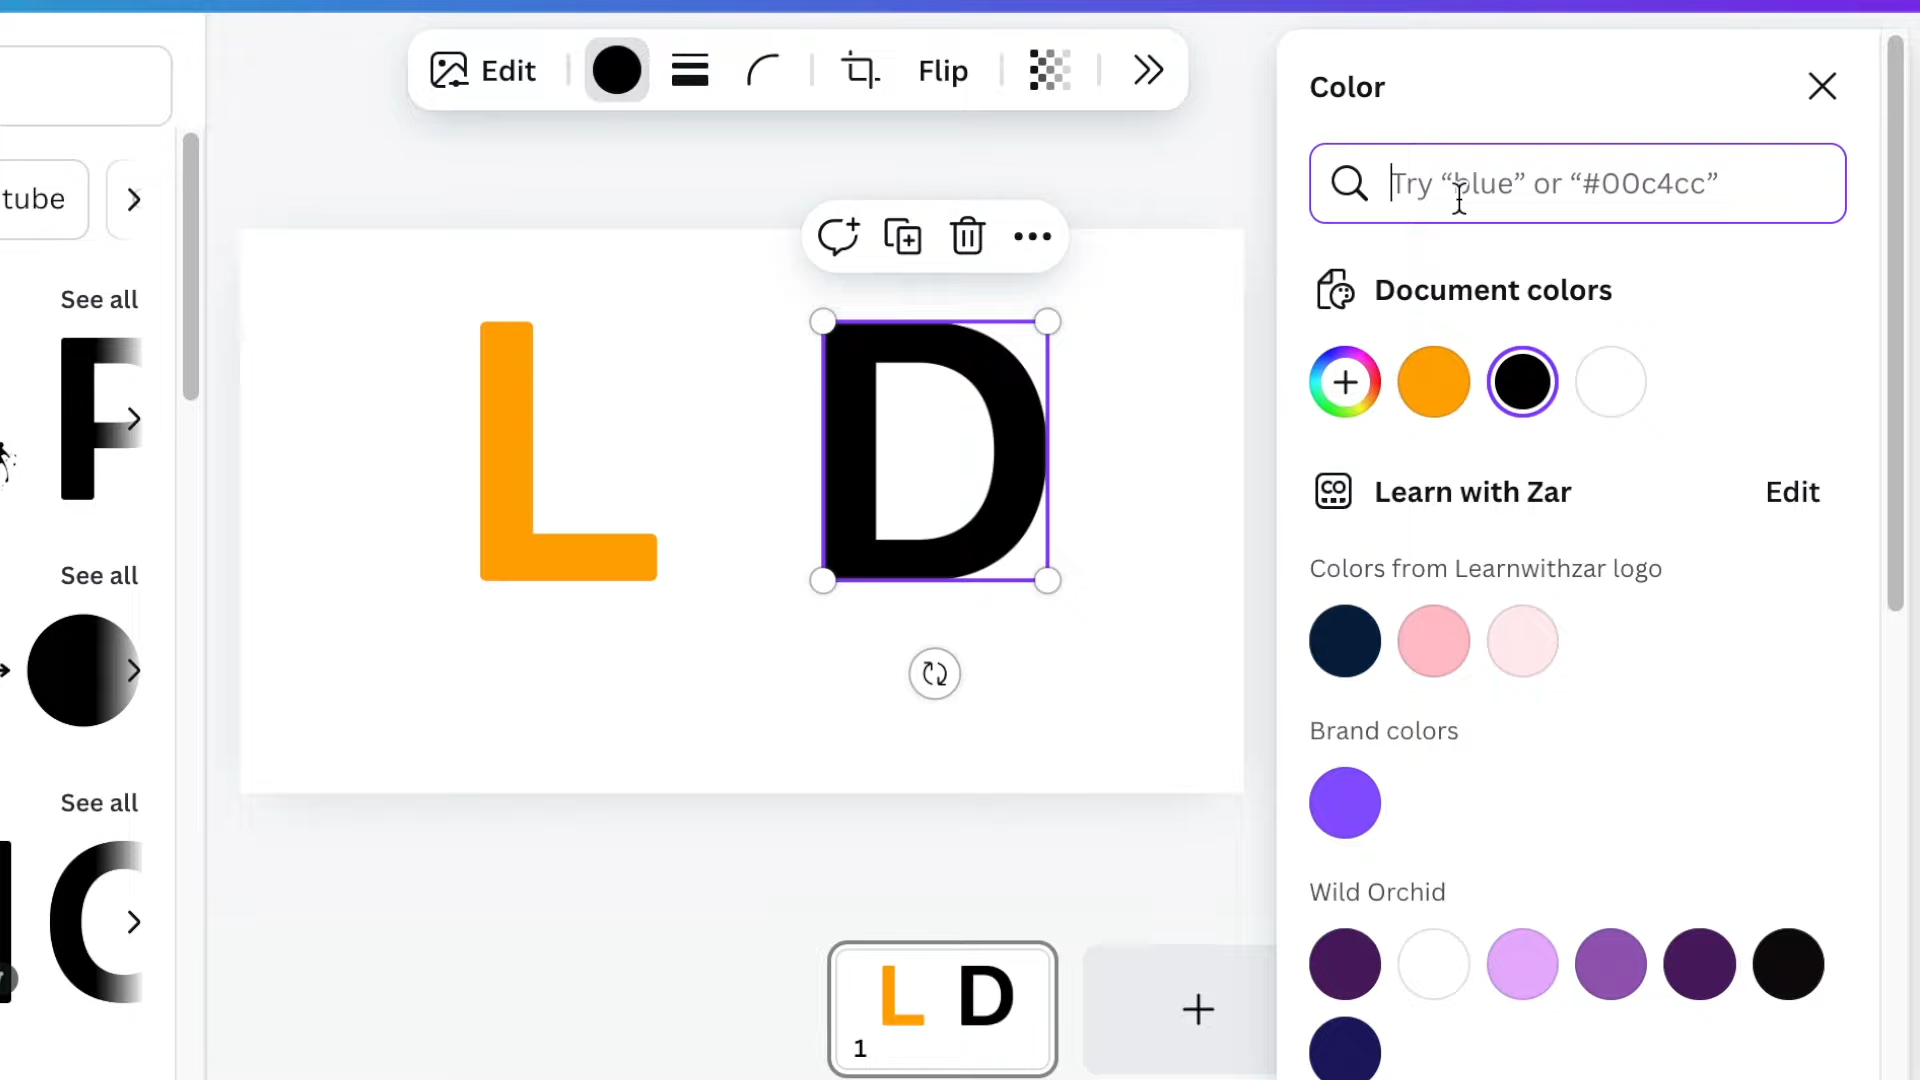 Edit
Flip
Color
tube
Try “blue” or “#00c4cc”
See all
Document colors
L D
Learn with Zar
Edit
Colors from Learnwithzar logo
See all
Brand colors
See all
Wild Orchid
L D
1